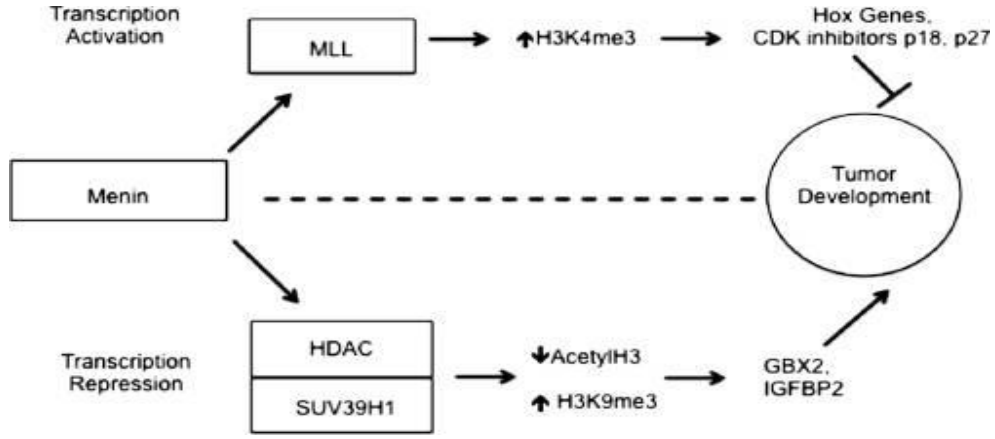 Transcription
Activation
MLL
↑H3K4me3
Hox Genes,
CDK inhibitors p18, p27
Menin
Tumor
Development
Transcription
Repression
HDAC
SUV39H1
↓AcetylH3
↑ H3K9me3
GBX2,
IGFBP2